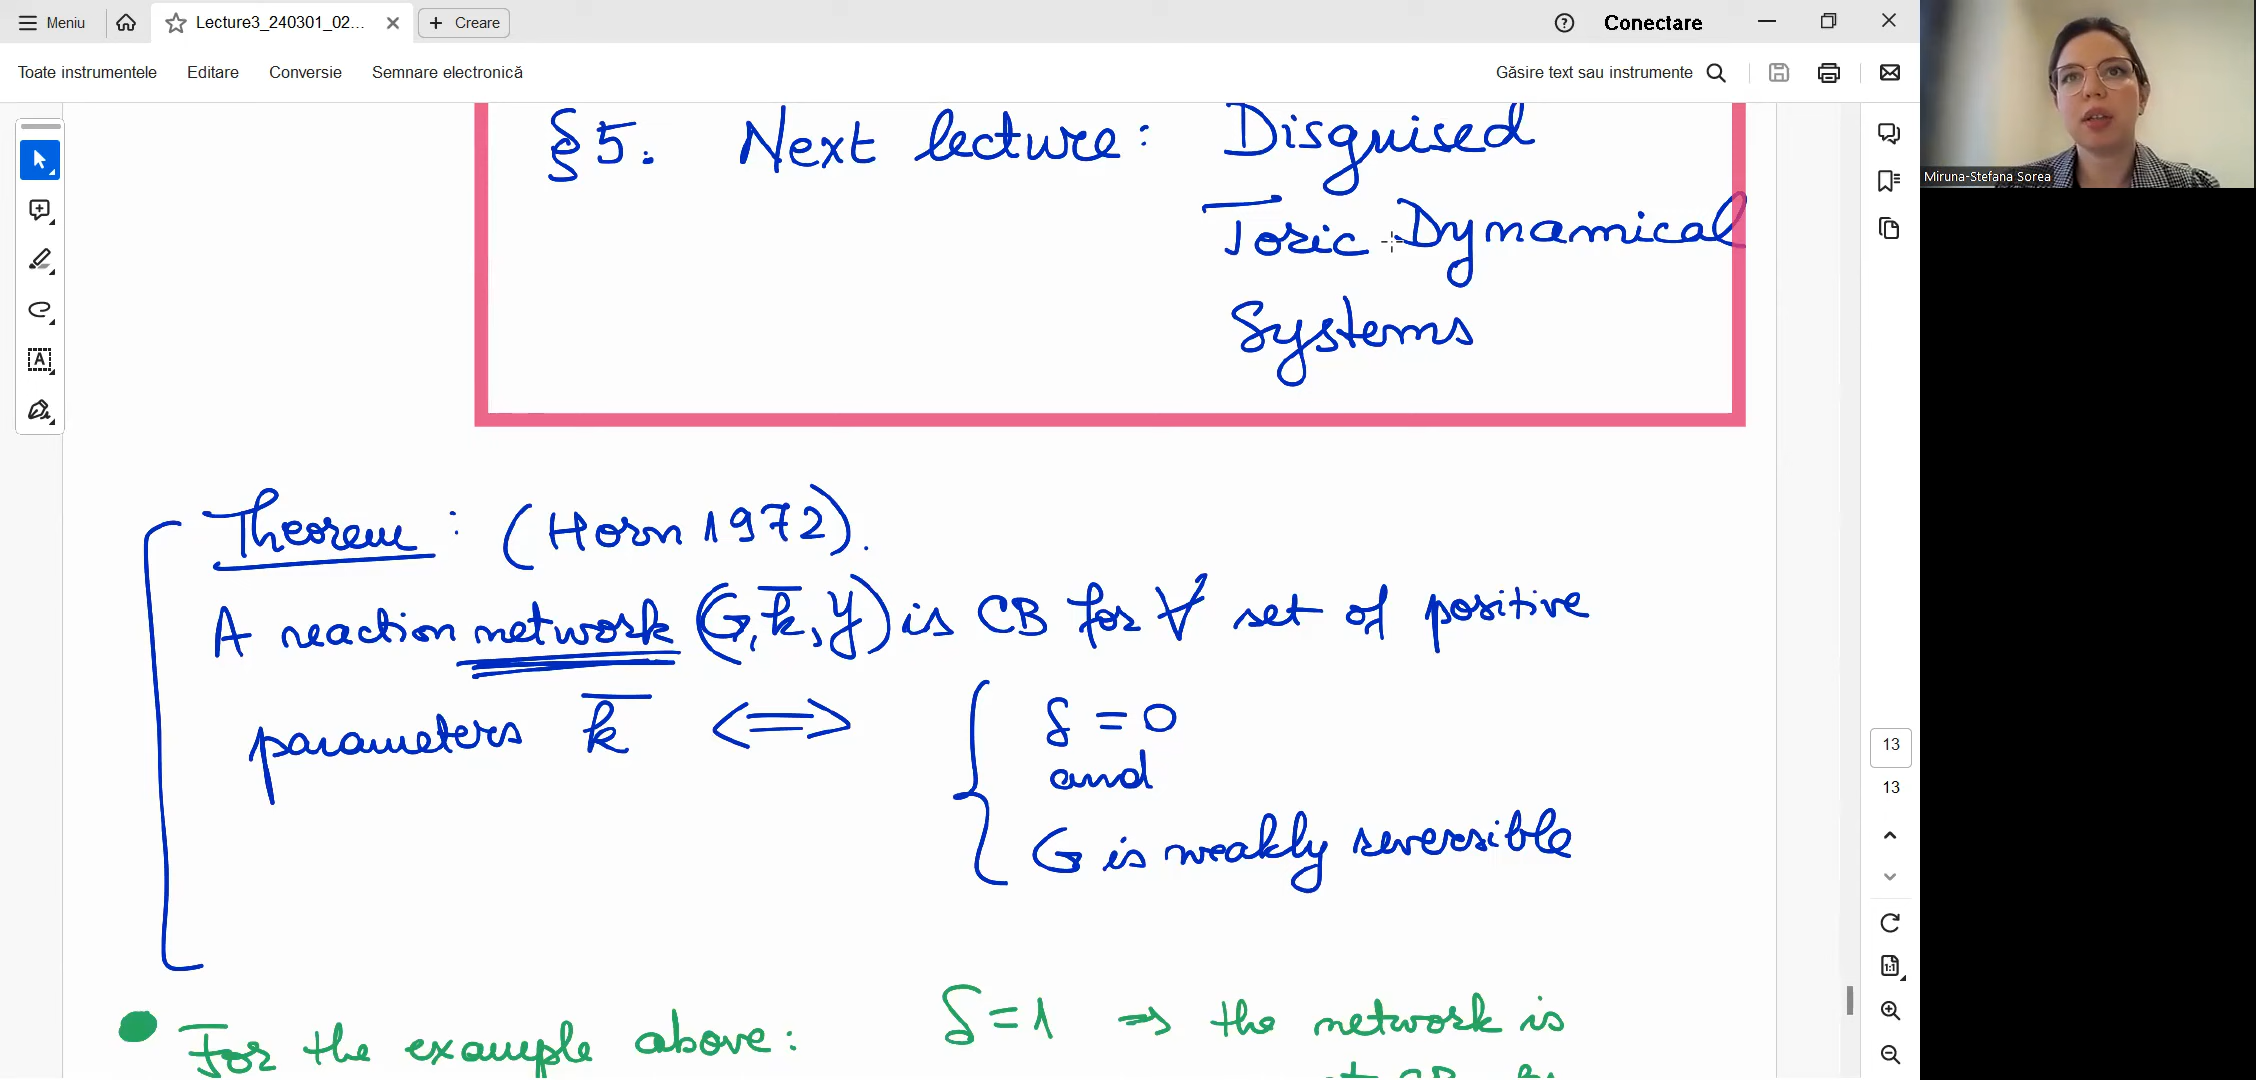 Meniu
Lecture3_240301_02...
Creare
Conectare
Toate instrumentele Editare Conversie Semnare electronică
Găsire text sau instrumente
Miruna-Stefana Sorea
§5. Next lecture: Disguised
Toric Dynamical
Systems
Theorem: (Horn 1972).
A reaction network (G, k̅, y) is CB for ∀ set of positive
parameters k̅ <=> { δ = 0
and
G is weakly reversible
For the example above: δ = 1 => the network is
13
13